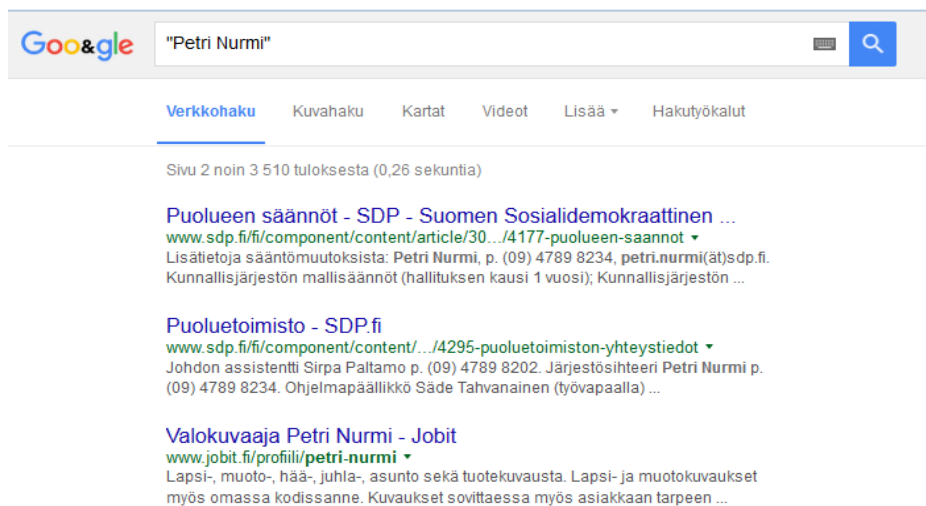 Goo&gle
"Petri Nurmi"
Verkkohaku Kuvahaku Kartat Videot Lisää Hakutyökalut
Sivu 2 noin 3 510 tuloksesta (0,26 sekuntia)
Puolueen säännöt - SDP - Suomen Sosialidemokraattinen ...
www.sdp.fi/fi/component/content/article/30.../4177-puolueen-saannot
Lisätietoja sääntömuutoksista: Petri Nurmi, p. (09) 4789 8234, petri.nurmi(ät)sdp.fi.
Kunnallisjärjestön mallisäännöt (hallituksen kausi 1 vuosi); Kunnallisjärjestön ...
Puoluetoimisto - SDP.fi
www.sdp.fi/fi/component/content/.../4295-puoluetoimiston-yhteystiedot
Johdon assistentti Sirpa Paltamo p. (09) 4789 8202. Järjestösihteeri Petri Nurmi p.
(09) 4789 8234. Ohjelmapäällikkö Säde Tahvanainen (työvapaalla) ...
Valokuvaaja Petri Nurmi - Jobit
www.jobit.fi/profiili/petri-nurmi
Lapsi-, muoto-, hää-, juhla-, asunto sekä tuotekuvausta. Lapsi- ja muotokuvaukset
myös omassa kodissanne. Kuvaukset sovittaessa myös asiakkaan tarpeen ...